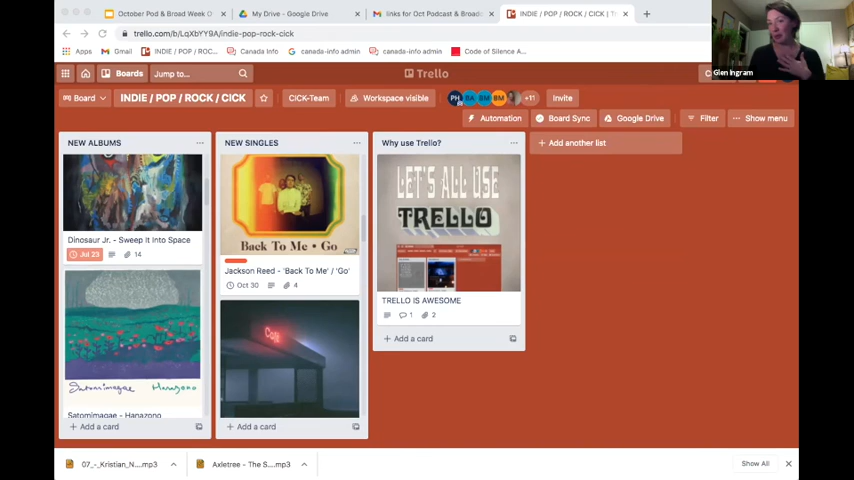 October Pod & Broad Week O
My Drive - Google Drive
links for Oct Podcast & Broadc
INDIE / POP / ROCK / CICK | Tr
trello.com/b/LqXbYY9A/indie-pop-rock-cick
Apps
Gmail
INDIE / POP / ROC...
Canada Info
canada-info admin
canada-info admin
Code of Silence A...
Glen Ingram
Boards
Jump to...
Trello
Board
INDIE / POP / ROCK / CICK
CICK-Team
Workspace visible
PH
BA
BM
BM
+11
Invite
Automation
Board Sync
Google Drive
Filter
Show menu
NEW ALBUMS
Dinosaur Jr. - Sweep It Into Space
Jul 23
14
Satomimagae Hanazono
Satomimagae - Hanazono
+ Add a card
NEW SINGLES
Back To Me • Go
Jackson Reed - 'Back To Me' / 'Go'
Oct 30
4
+ Add a card
Why use Trello?
LET'S ALL USE
TRELLO
TRELLO IS AWESOME
1
2
+ Add a card
+ Add another list
07_-_Kristian_N....mp3
Axletree - The S....mp3
Show All